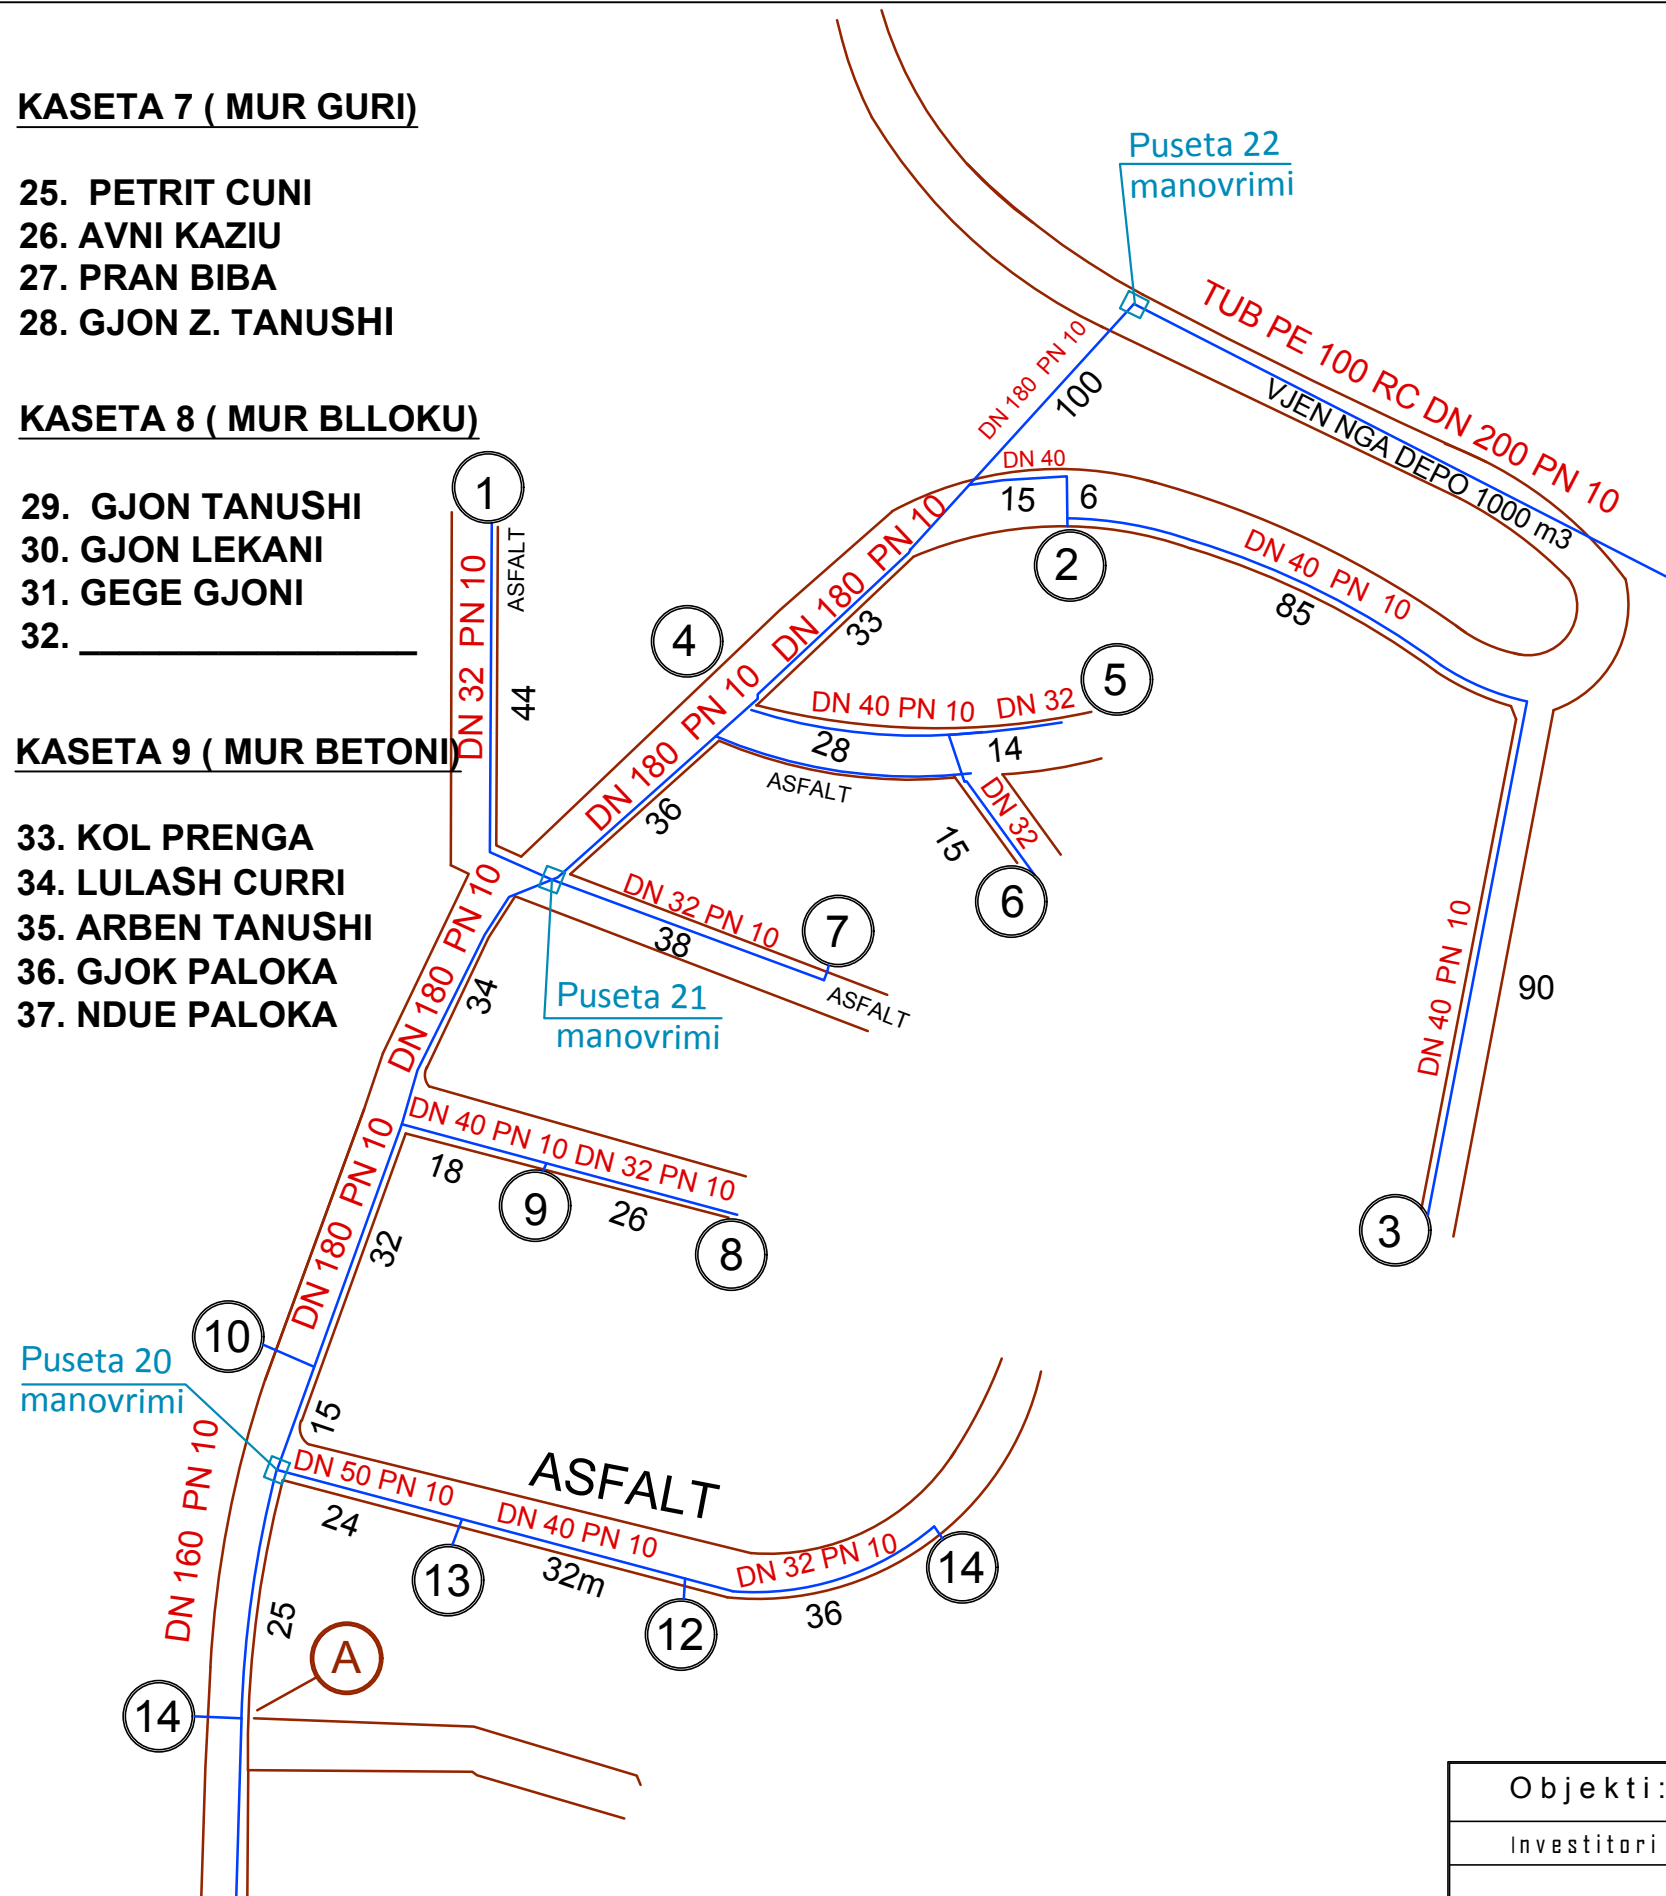 KASETA 7 ( MUR GURI)
25. PETRIT CUNI
26. AVNI KAZIU
27. PRAN BIBA
28. GJON Z. TANUSHI
KASETA 8 ( MUR BLLOKU)
29. GJON TANUSHI
30. GJON LEKANI
31. GEGE GJONI
32. _________________
KASETA 9 ( MUR BETONI)
33. KOL PRENGA
34. LULASH CURRI
35. ARBEN TANUSHI
36. GJOK PALOKA
37. NDUE PALOKA
Puseta 22
manovrimi
TUB PE 100 RC DN 200 PN 10
VJEN NGA DEPO 1000 m3
DN 180 PN 10
100
DN 40
15
6
2
DN 40 PN 10
85
1
ASFALT
DN 32 PN 10
44
4
DN 180 PN 10
33
DN 180 PN 10
36
DN 40 PN 10
DN 32
5
28
14
ASFALT
DN 32
15
6
DN 32 PN 10
38
7
ASFALT
Puseta 21
manovrimi
DN 180 PN 10
34
DN 40 PN 10
90
3
DN 40 PN 10
DN 32 PN 10
18
9
26
8
DN 180 PN 10
32
10
Puseta 20
manovrimi
15
DN 160 PN 10
DN 50 PN 10
24
ASFALT
DN 40 PN 10
13
32m
12
DN 32 PN 10
36
14
25
A
14
Objekti:
Investitori